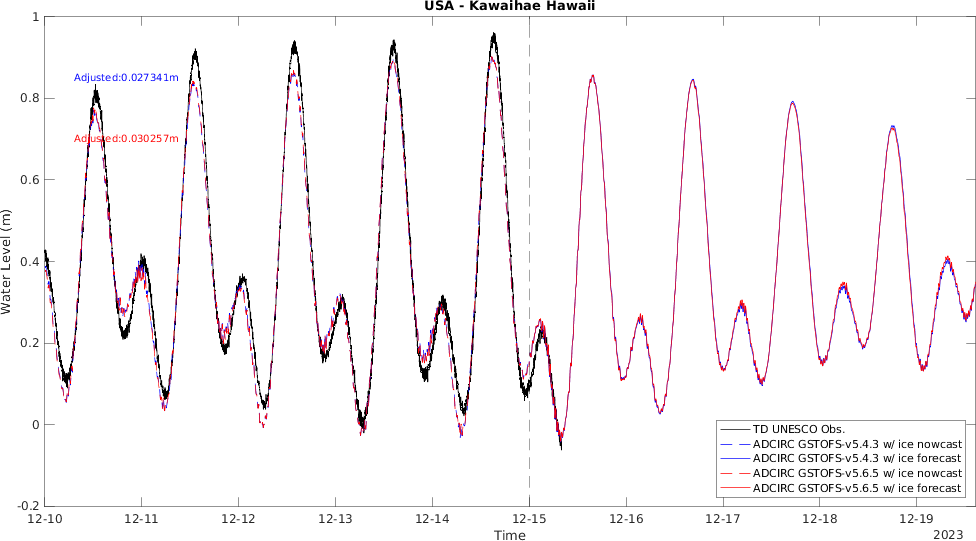 USA - Kawaihae Hawaii
1
0.8
0.6
0.4
0.2
0
-0.2
Water Level (m)
Adjusted:0.027341m
Adjusted:0.030257m
TD UNESCO Obs.
ADCIRC GSTOFS-v5.4.3 w/ ice nowcast
ADCIRC GSTOFS-v5.4.3 w/ ice forecast
ADCIRC GSTOFS-v5.6.5 w/ ice nowcast
ADCIRC GSTOFS-v5.6.5 w/ ice forecast
12-10 12-11 12-12 12-13 12-14 12-15 12-16 12-17 12-18 12-19
Time
2023